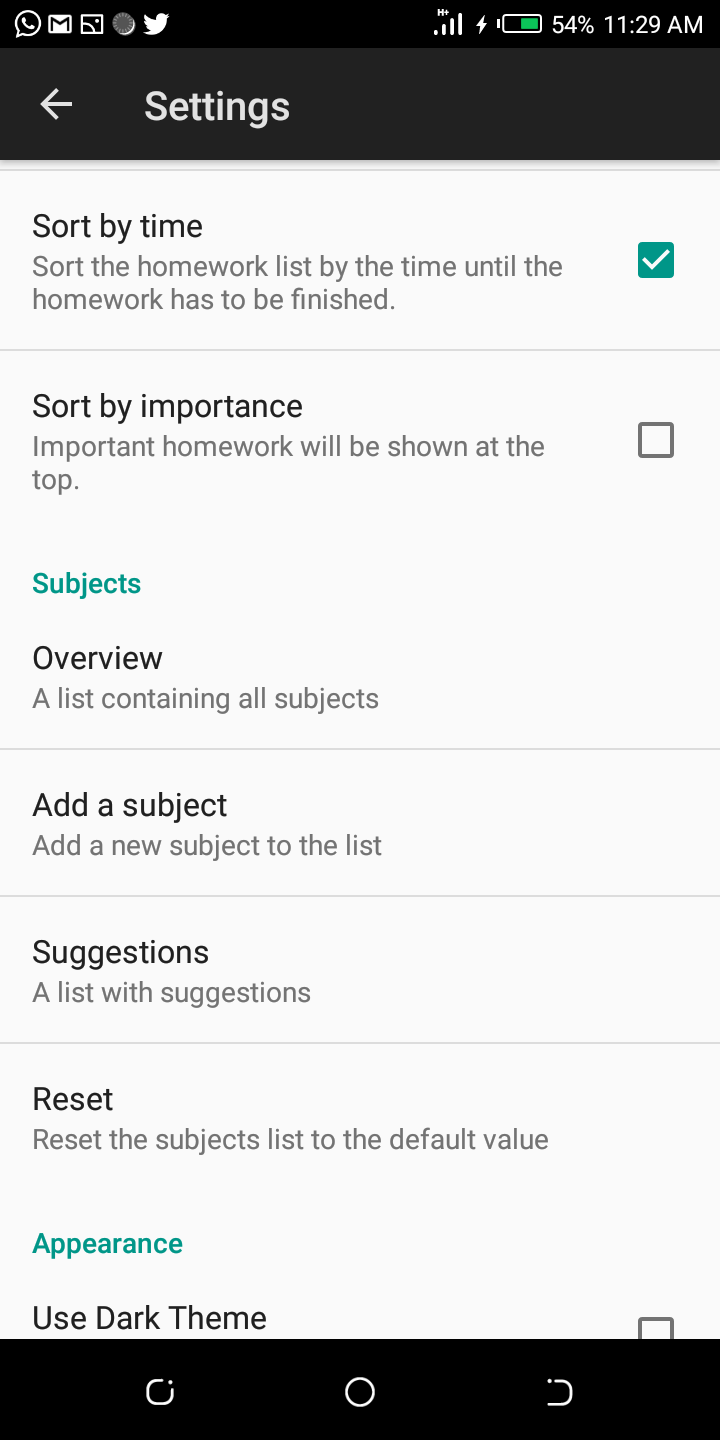 H+ 54% 11:29 AM
Settings
Sort by time
Sort the homework list by the time until the
homework has to be finished.
Sort by importance
Important homework will be shown at the
top.
Subjects
Overview
A list containing all subjects
Add a subject
Add a new subject to the list
Suggestions
A list with suggestions
Reset
Reset the subjects list to the default value
Appearance
Use Dark Theme